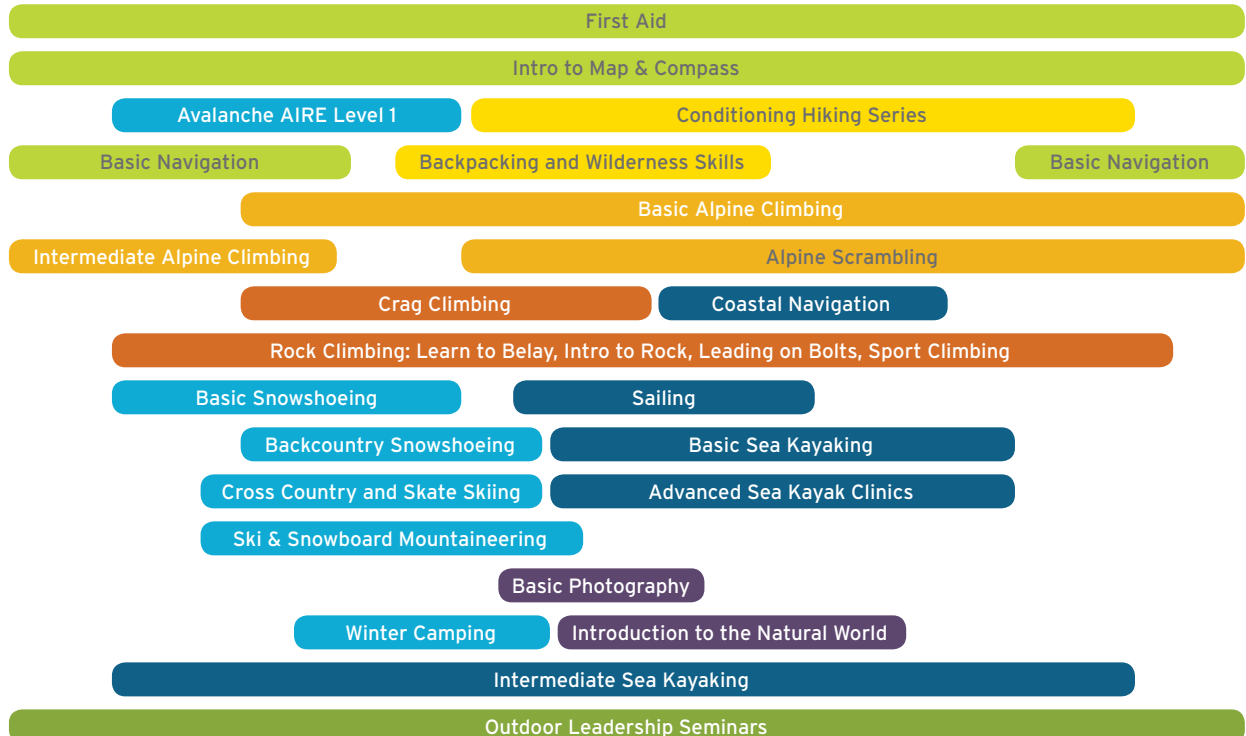 First Aid
Intro to Map & Compass
Avalanche AIRE Level 1
Conditioning Hiking Series
Basic Navigation
Backpacking and Wilderness Skills
Basic Navigation
Basic Alpine Climbing
Intermediate Alpine Climbing
Alpine Scrambling
Crag Climbing
Coastal Navigation
Rock Climbing: Learn to Belay, Intro to Rock, Leading on Bolts, Sport Climbing
Basic Snowshoeing
Sailing
Backcountry Snowshoeing
Basic Sea Kayaking
Cross Country and Skate Skiing
Advanced Sea Kayak Clinics
Ski & Snowboard Mountaineering
Basic Photography
Winter Camping
Introduction to the Natural World
Intermediate Sea Kayaking
Outdoor Leadership Seminars